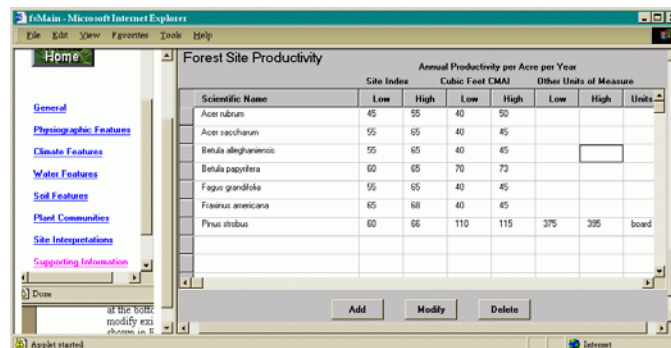 foMain - Microsoft Internet Explorer
File Edit View Favorites Tools Help
Home
General
Physiographic Features
Climate Features
Water Features
Soil Features
Plant Communities
Site Interpretations
Supporting Information
Done
at the botto
modify exi
shown in F
Forest Site Productivity
Annual Productivity per Acre per Year
Site Index Cubic Feet CMAI Other Units of Measure
Scientific Name Low High Low High Low High Units
Acer rubrum 45 55 40 50
Acer saccharum 55 65 40 45
Betula alleghaniensis 55 65 40 45
Betula papyrifera 60 65 70 73
Fagus grandifolia 55 65 40 45
Fraxinus americana 65 68 40 45
Pinus strobus 60 66 110 115 375 395 board
Add Modify Delete
Applet started Internet